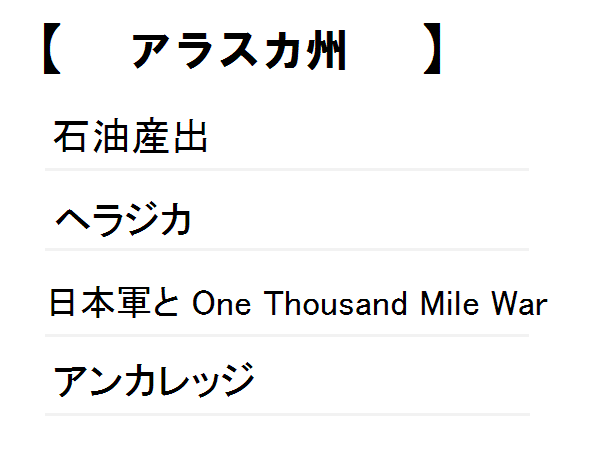 【 アラスカ州 】
石油産出
ヘラジカ
日本軍と One Thousand Mile War
アンカレッジ